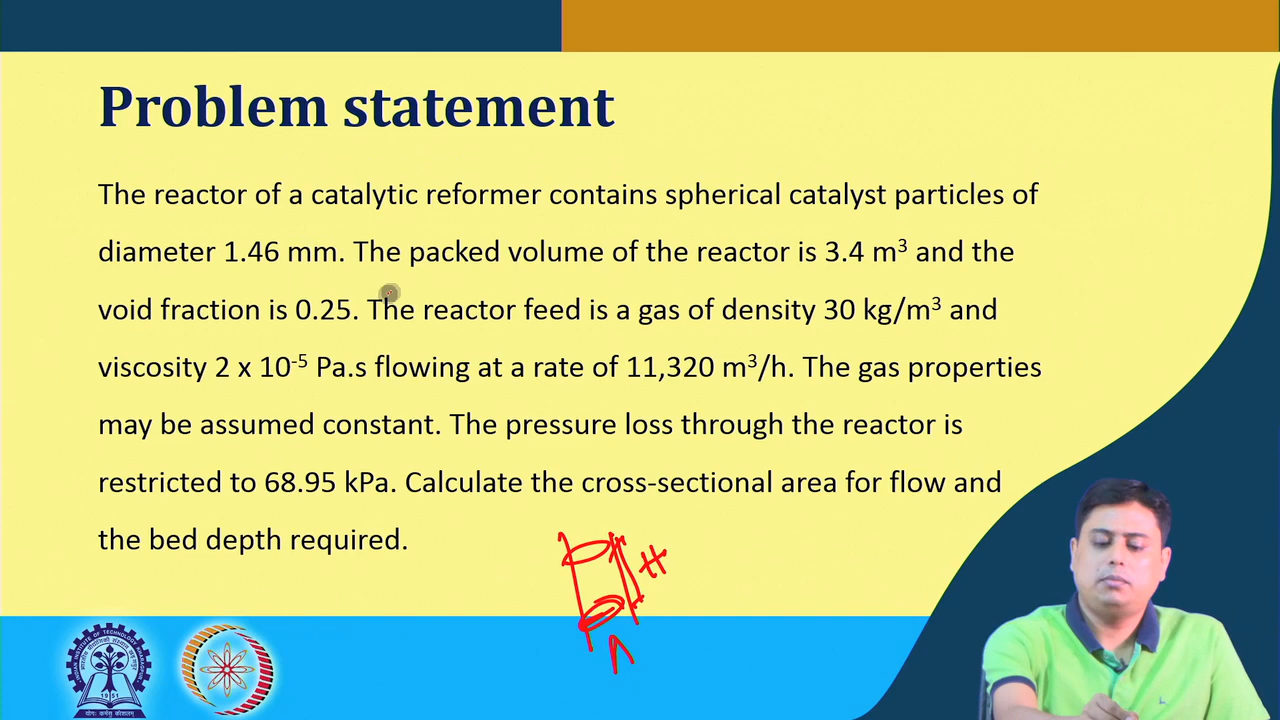 Problem statement
The reactor of a catalytic reformer contains spherical catalyst particles of
diameter 1.46 mm. The packed volume of the reactor is 3.4 m³ and the
void fraction is 0.25. The reactor feed is a gas of density 30 kg/m³ and
viscosity 2 x 10⁻⁵ Pa.s flowing at a rate of 11,320 m³/h. The gas properties
may be assumed constant. The pressure loss through the reactor is
restricted to 68.95 kPa. Calculate the cross-sectional area for flow and
the bed depth required.
H